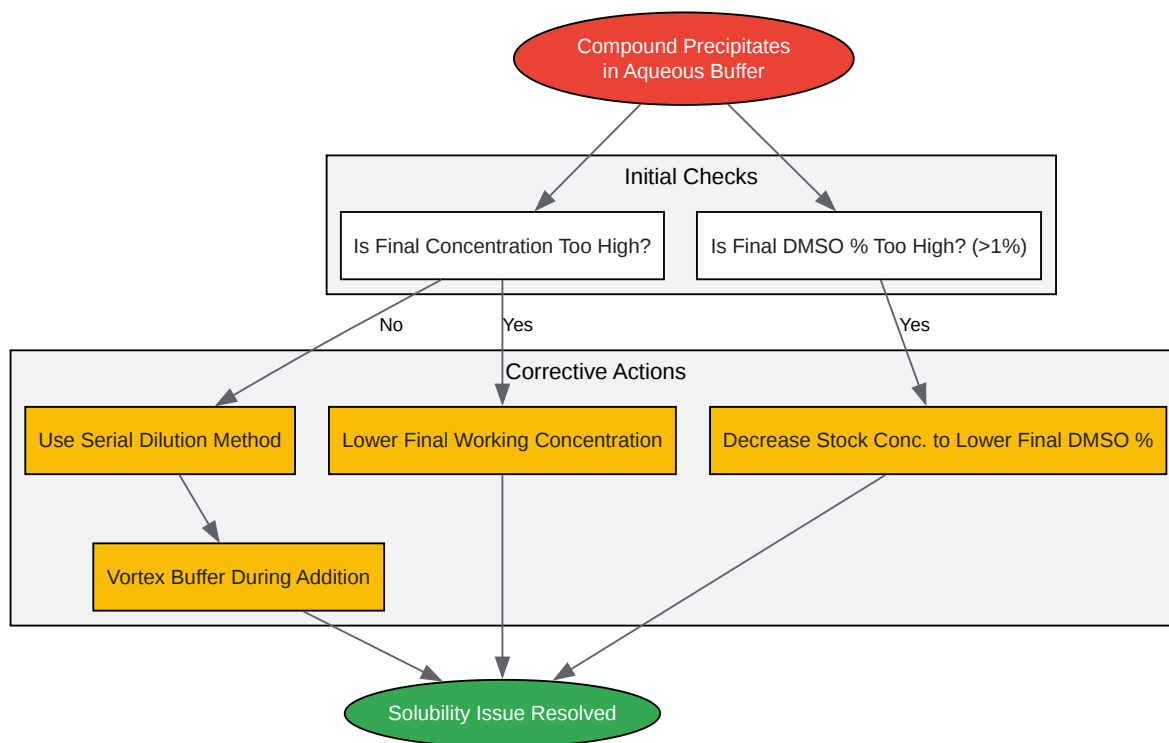 Compound Precipitates
in Aqueous Buffer
Initial Checks
Is Final Concentration Too High?
Is Final DMSO % Too High? (>1%)
No
Yes
Yes
Corrective Actions
Use Serial Dilution Method
Lower Final Working Concentration
Decrease Stock Conc. to Lower Final DMSO %
Vortex Buffer During Addition
Solubility Issue Resolved